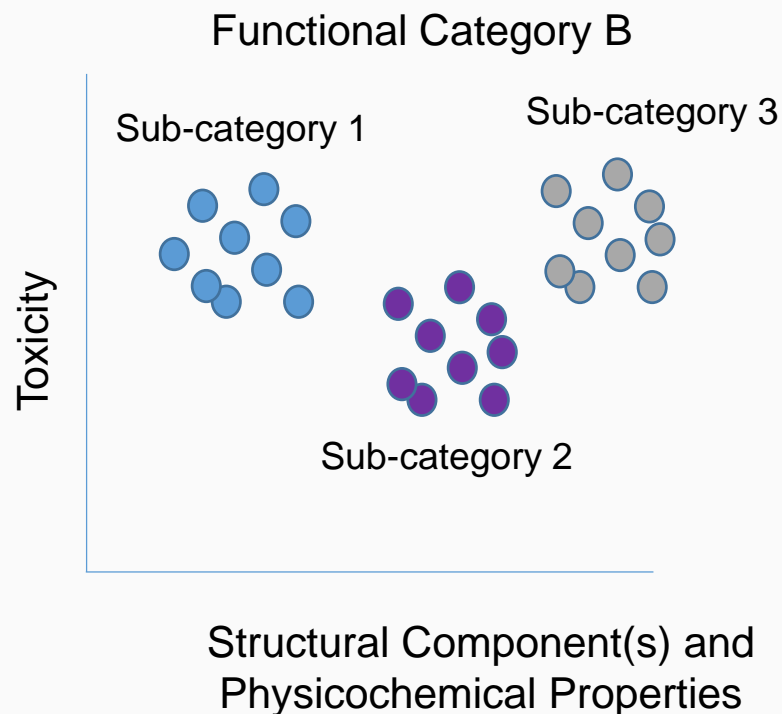 Functional Category B
Sub-category 3
Sub-category 1
Toxicity
Sub-category 2
Structural Component(s) and
Physicochemical Properties